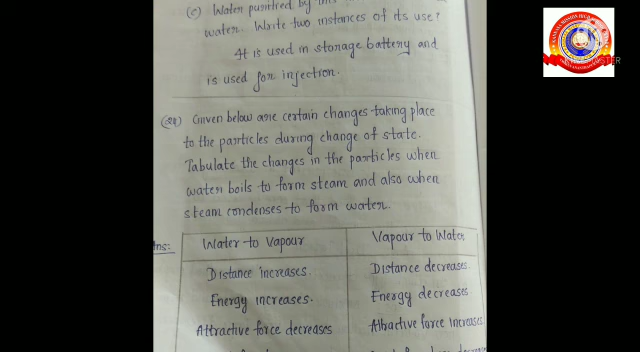 (c) Water purified by this
water. Write two instances of its use?
It is used in storage battery and
is used for injection.
Given below are certain changes taking place
to the particles during change of state.
Tabulate the changes in the particles when
water boils to form steam and also when
steam condenses to form water.
Ans:
Water to Vapour
Vapour to Water
Distance increases.
Distance decreases
Energy increases.
Energy decreases
Attractive force decreases
Attractive force increases